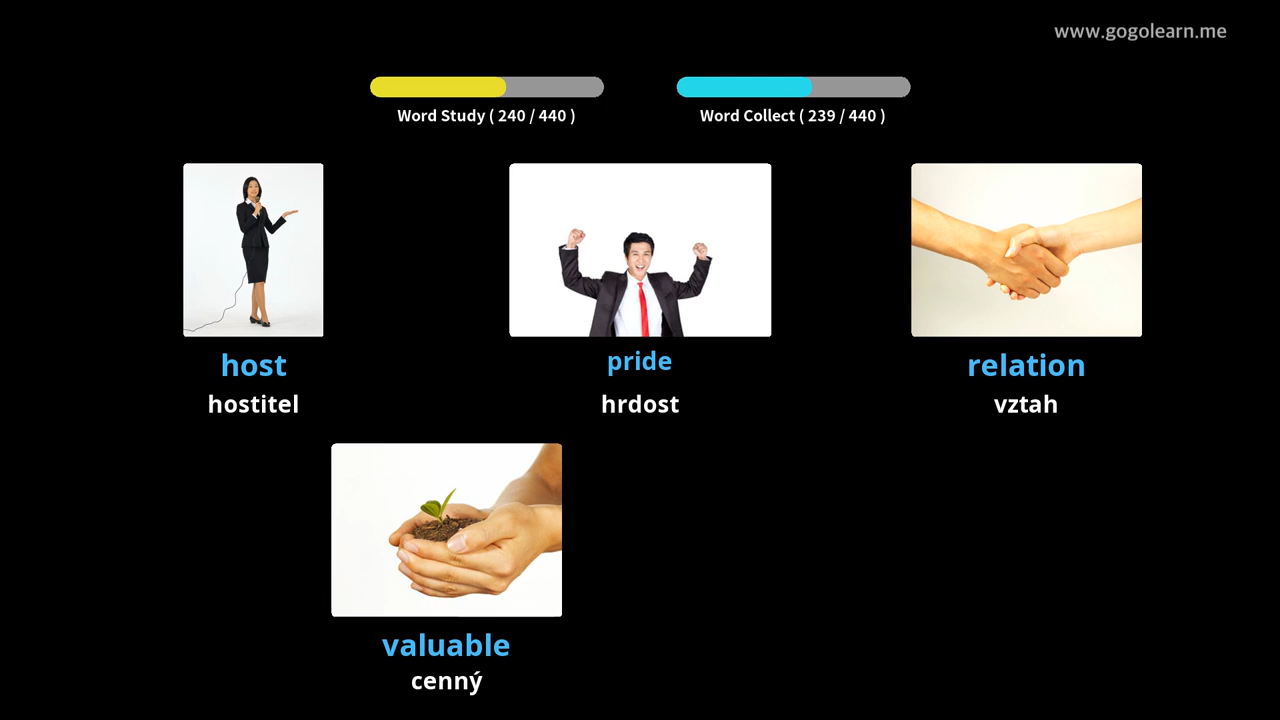 www.gogolearn.me
Word Study ( 240 / 440 )
Word Collect ( 239 / 440 )
host
pride
relation
hostitel
hrdost
vztah
valuable
cenný